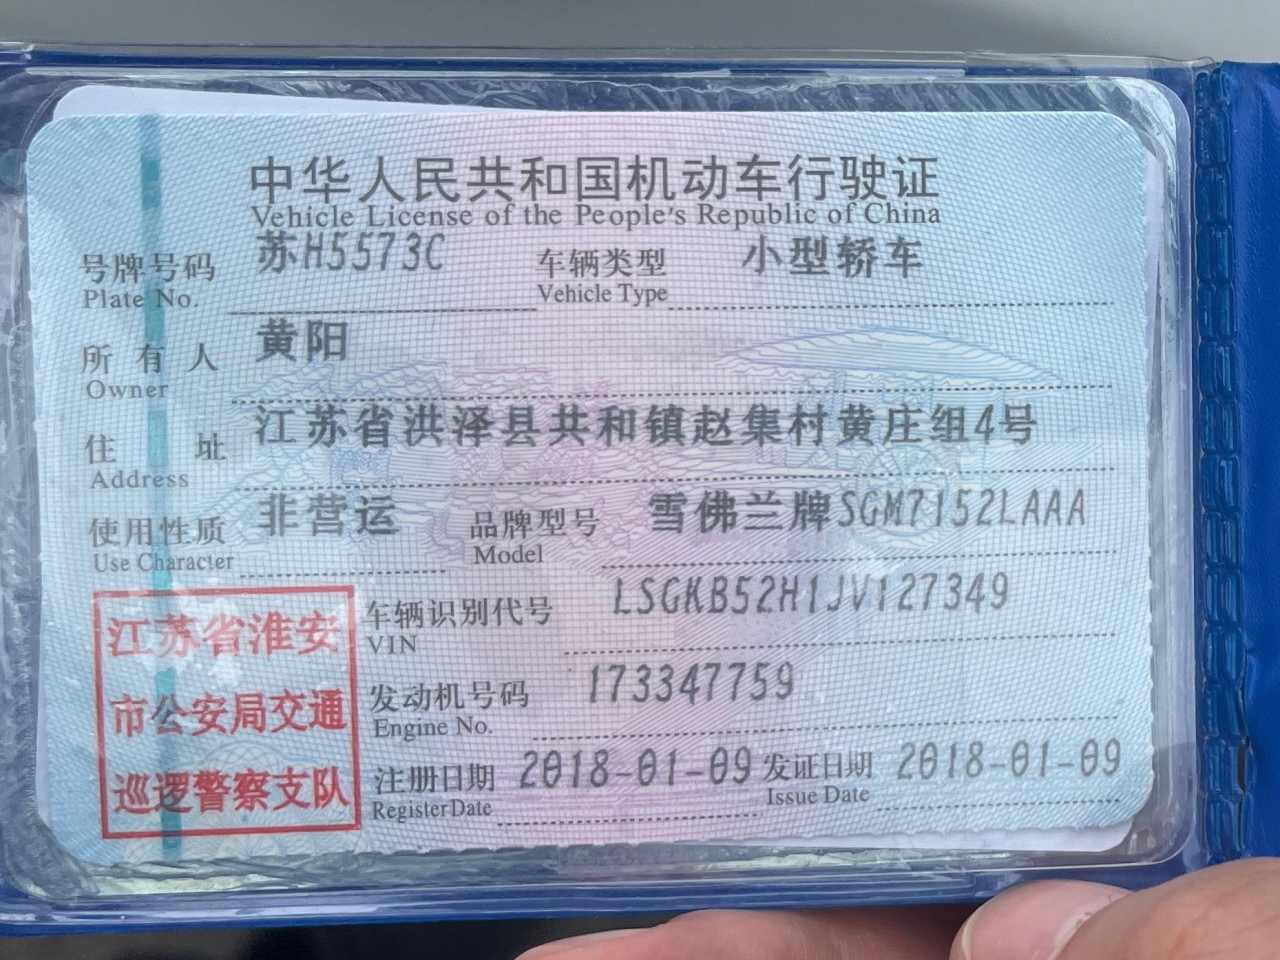 中华人民共和国机动车行驶证
Vehicle License of the People's Republic of China
号牌号码 苏H5573C 车辆类型 小型轿车
Plate No. Vehicle Type
所有人 黄阳
Owner
住址 江苏省洪泽县共和镇赵集村黄庄组4号
Address
使用性质 非营运 品牌型号 雪佛兰牌SGM7152LAAA
Use Character Model
车辆识别代号 LSGKB52H1JV127349
VIN
发动机号码 173347759
Engine No.
注册日期 2018-01-09 发证日期 2018-01-09
Register Date Issue Date
江苏省淮安
市公安局交通
巡逻警察支队